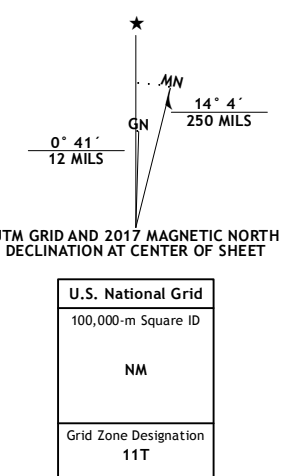 ★
MN
14° 4´
250 MILS
GN
0° 41´
12 MILS
UTM GRID AND 2017 MAGNETIC NORTH
DECLINATION AT CENTER OF SHEET
U.S. National Grid
100,000-m Square ID
NM
Grid Zone Designation
11T